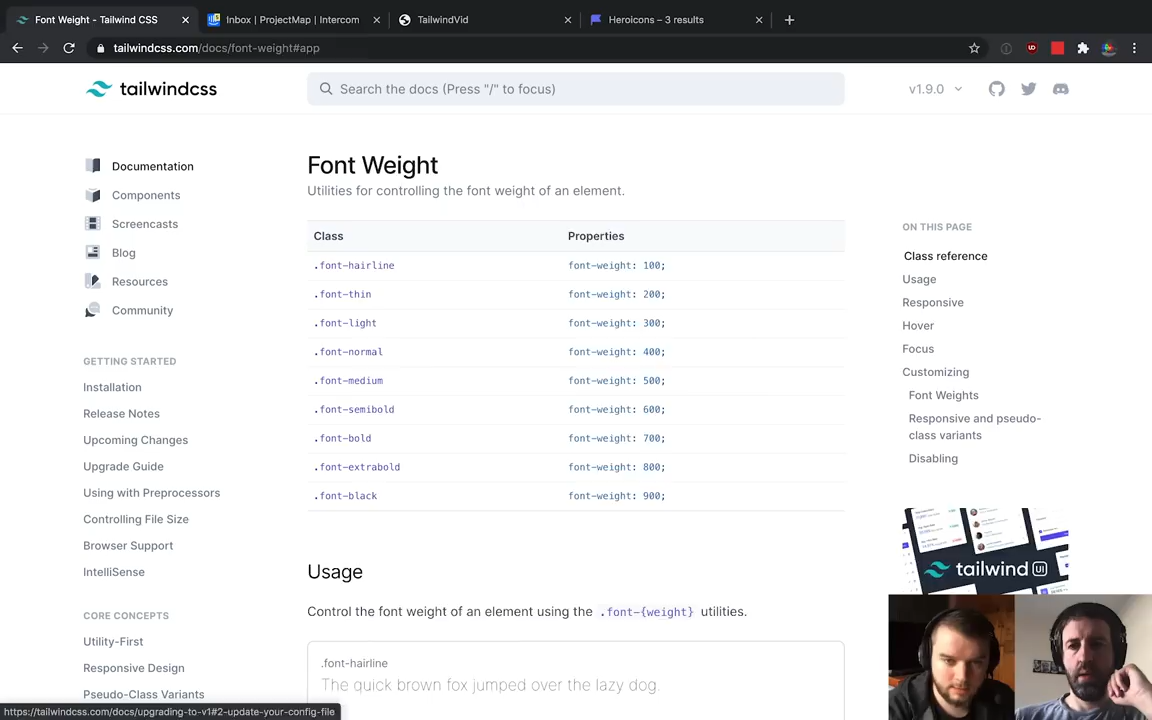 Font Weight - Tailwind CSS
Inbox | ProjectMap | Intercom
TailwindVid
Heroicons – 3 results
tailwindcss.com/docs/font-weight#app
tailwindcss
Search the docs (Press "/" to focus)
v1.9.0
Documentation
Components
Screencasts
Blog
Resources
Community
GETTING STARTED
Installation
Release Notes
Upcoming Changes
Upgrade Guide
Using with Preprocessors
Controlling File Size
Browser Support
IntelliSense
CORE CONCEPTS
Utility-First
Responsive Design
Pseudo-Class Variants
https://tailwindcss.com/docs/upgrading-to-v1#2-update-your-config-file
Font Weight
Utilities for controlling the font weight of an element.
Class Properties
.font-hairline font-weight: 100;
.font-thin font-weight: 200;
.font-light font-weight: 300;
.font-normal font-weight: 400;
.font-medium font-weight: 500;
.font-semibold font-weight: 600;
.font-bold font-weight: 700;
.font-extrabold font-weight: 800;
.font-black font-weight: 900;
Usage
Control the font weight of an element using the .font-{weight} utilities.
.font-hairline
The quick brown fox jumped over the lazy dog.
ON THIS PAGE
Class reference
Usage
Responsive
Hover
Focus
Customizing
Font Weights
Responsive and pseudo-
class variants
Disabling
tailwind UI